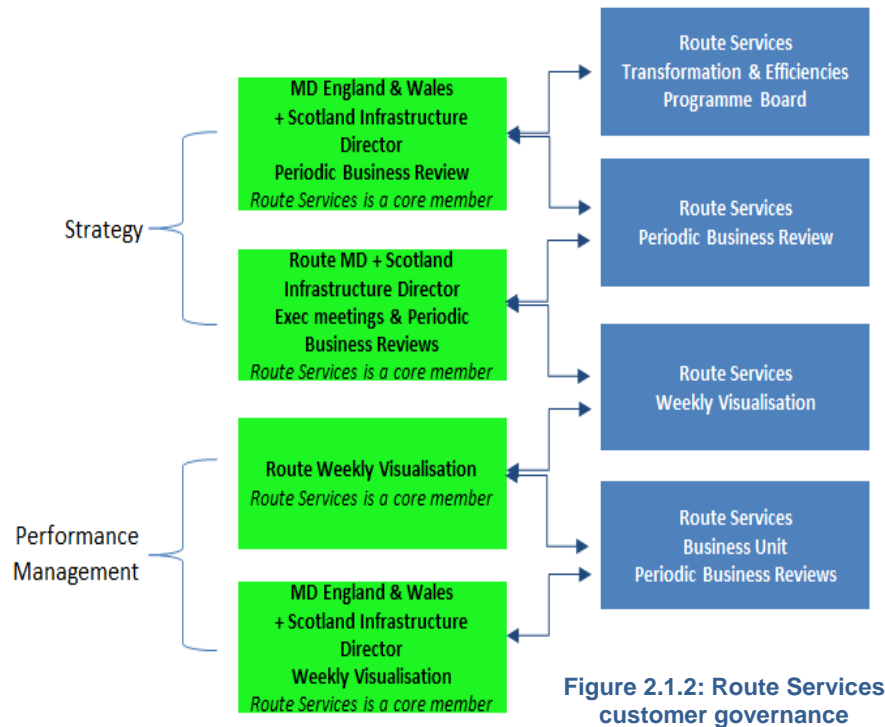 Strategy
MD England & Wales
+ Scotland Infrastructure
Director
Periodic Business Review
Route Services is a core member
Route MD + Scotland
Infrastructure Director
Exec meetings & Periodic
Business Reviews
Route Services is a core member
Performance
Management
Route Weekly Visualisation
Route Services is a core member
MD England & Wales
+ Scotland Infrastructure
Director
Weekly Visualisation
Route Services is a core member
Route Services
Transformation & Efficiencies
Programme Board
Route Services
Periodic Business Review
Route Services
Weekly Visualisation
Route Services
Business Unit
Periodic Business Reviews
Figure 2.1.2: Route Services
customer governance